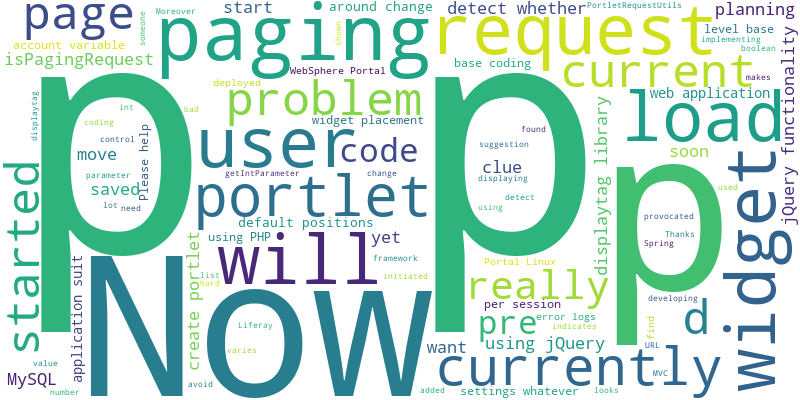 page
paging
start
around change
shown
request
detect whether
PortletRequestUtils
planning
someone
Moreover
account variable
isPagingRequest
level base
implementing
boolean
current
base coding
makes
WebSphere Portal
deployed
problem
web application
load
jQuery functionality
p
p
p
displaytag
int
bad
coding
control
Please help
widget placement
user
code
move
parameter
saved
lot
need
getIntParameter
change
found
suggestion
clue
displaying
detect
using
displaytag library
soon
widget
used
portlet
default positions
using PHP
yet
will
framework
initiated
list
hard
create portlet
started
application suit
Now
Liferay
varies
avoid
value
MySQL
number
provocated
Thanks
Spring
Portal Linux
really
per session
pre
error logs
indicates
using jQuery
want
currently
added
settings whatever
looks
developing
d
find
URL
MVC